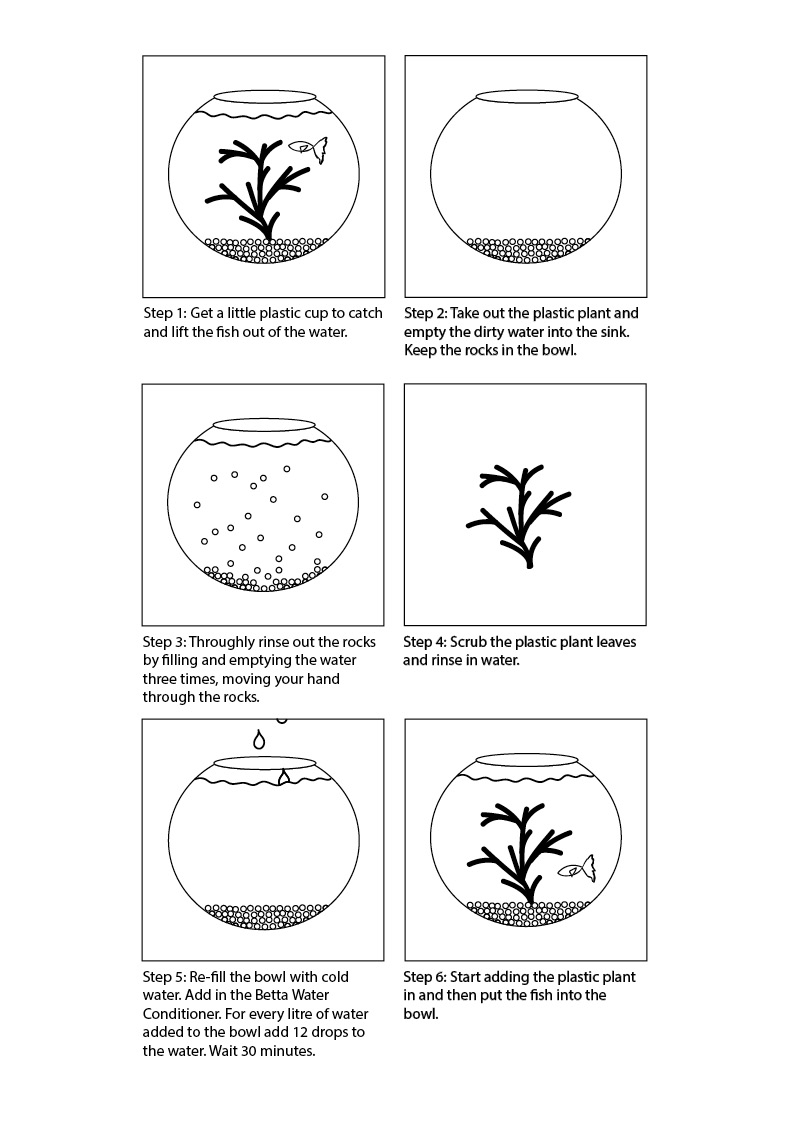 Step 1: Get a little plastic cup to catch
and lift the fish out of the water.
Step 2: Take out the plastic plant and
empty the dirty water into the sink.
Keep the rocks in the bowl.
Step 3: Throughly rinse out the rocks
by filling and emptying the water
three times, moving your hand
through the rocks.
Step 4: Scrub the plastic plant leaves
and rinse in water.
Step 5: Re-fill the bowl with cold
water. Add in the Betta Water
Conditioner. For every litre of water
added to the bowl add 12 drops to
the water. Wait 30 minutes.
Step 6: Start adding the plastic plant
in and then put the fish into the
bowl.